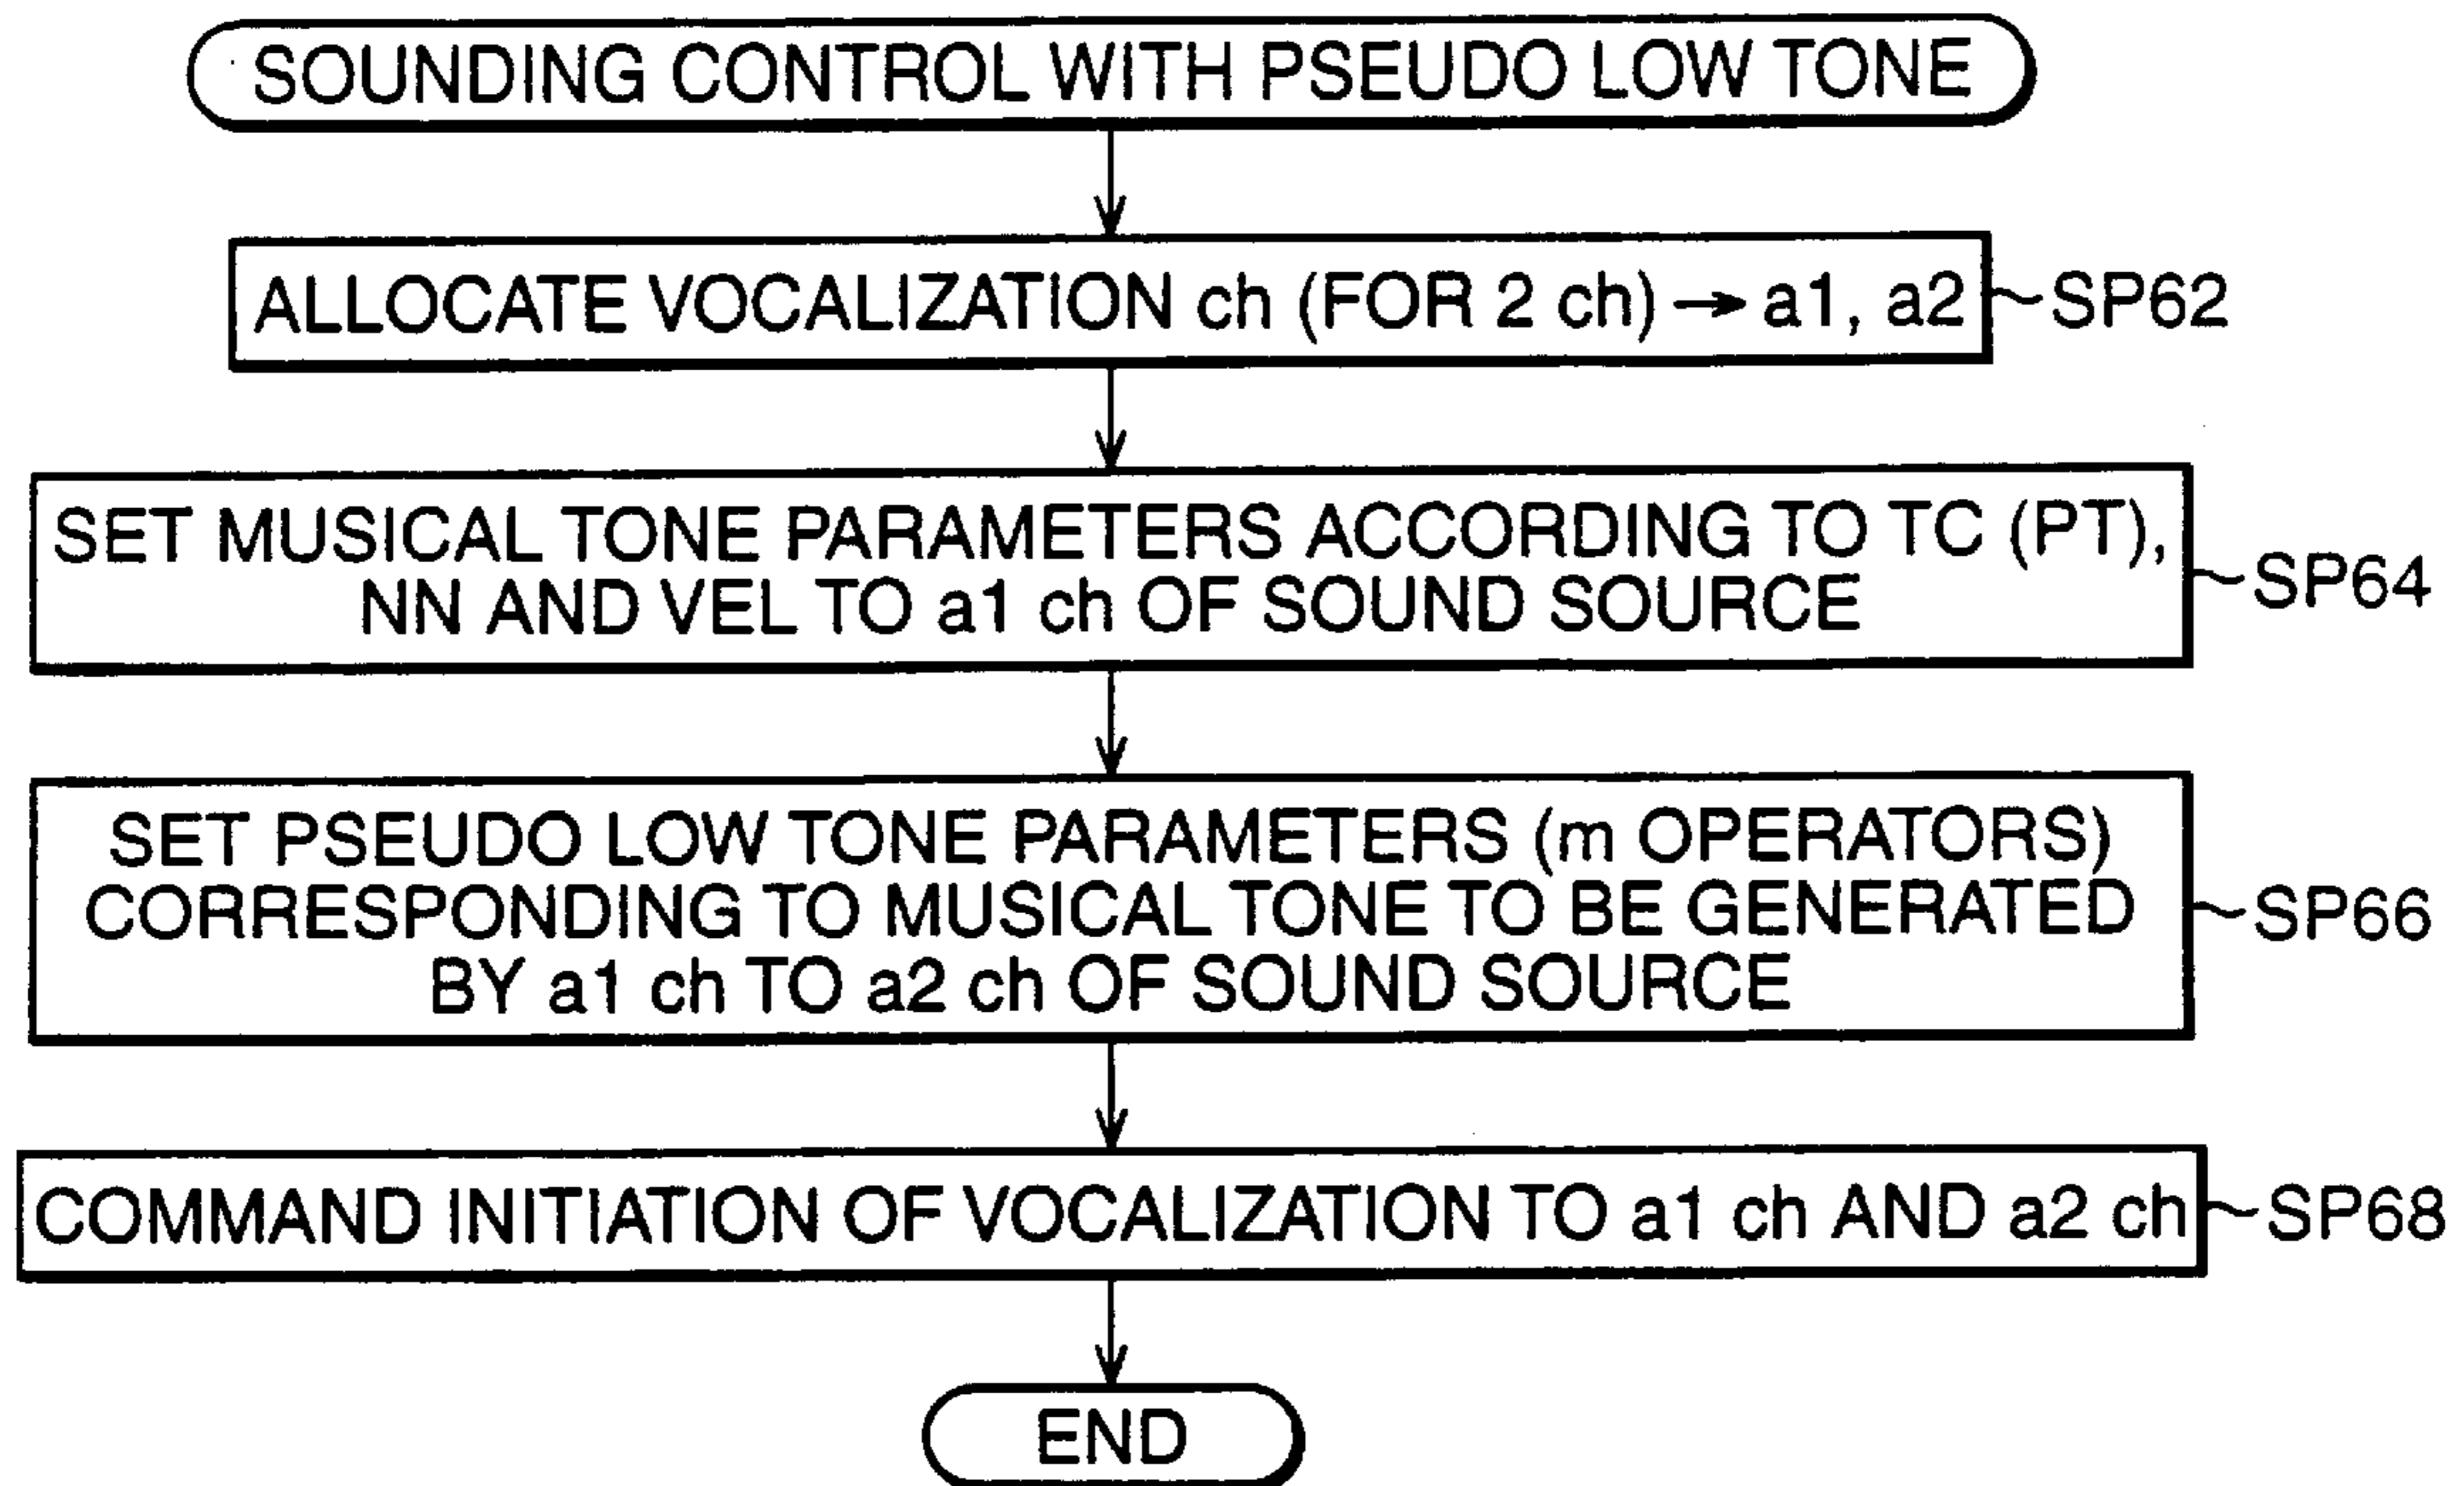 SOUNDING CONTROL WITH PSEUDO LOW TONE
ALLOCATE VOCALIZATION ch (FOR 2 ch) → a1, a2
SP62
SET MUSICAL TONE PARAMETERS ACCORDING TO TC (PT),
NN AND VEL TO a1 ch OF SOUND SOURCE
SP64
SET PSEUDO LOW TONE PARAMETERS (m OPERATORS)
CORRESPONDING TO MUSICAL TONE TO BE GENERATED
BY a1 ch TO a2 ch OF SOUND SOURCE
SP66
COMMAND INITIATION OF VOCALIZATION TO a1 ch AND a2 ch
SP68
END